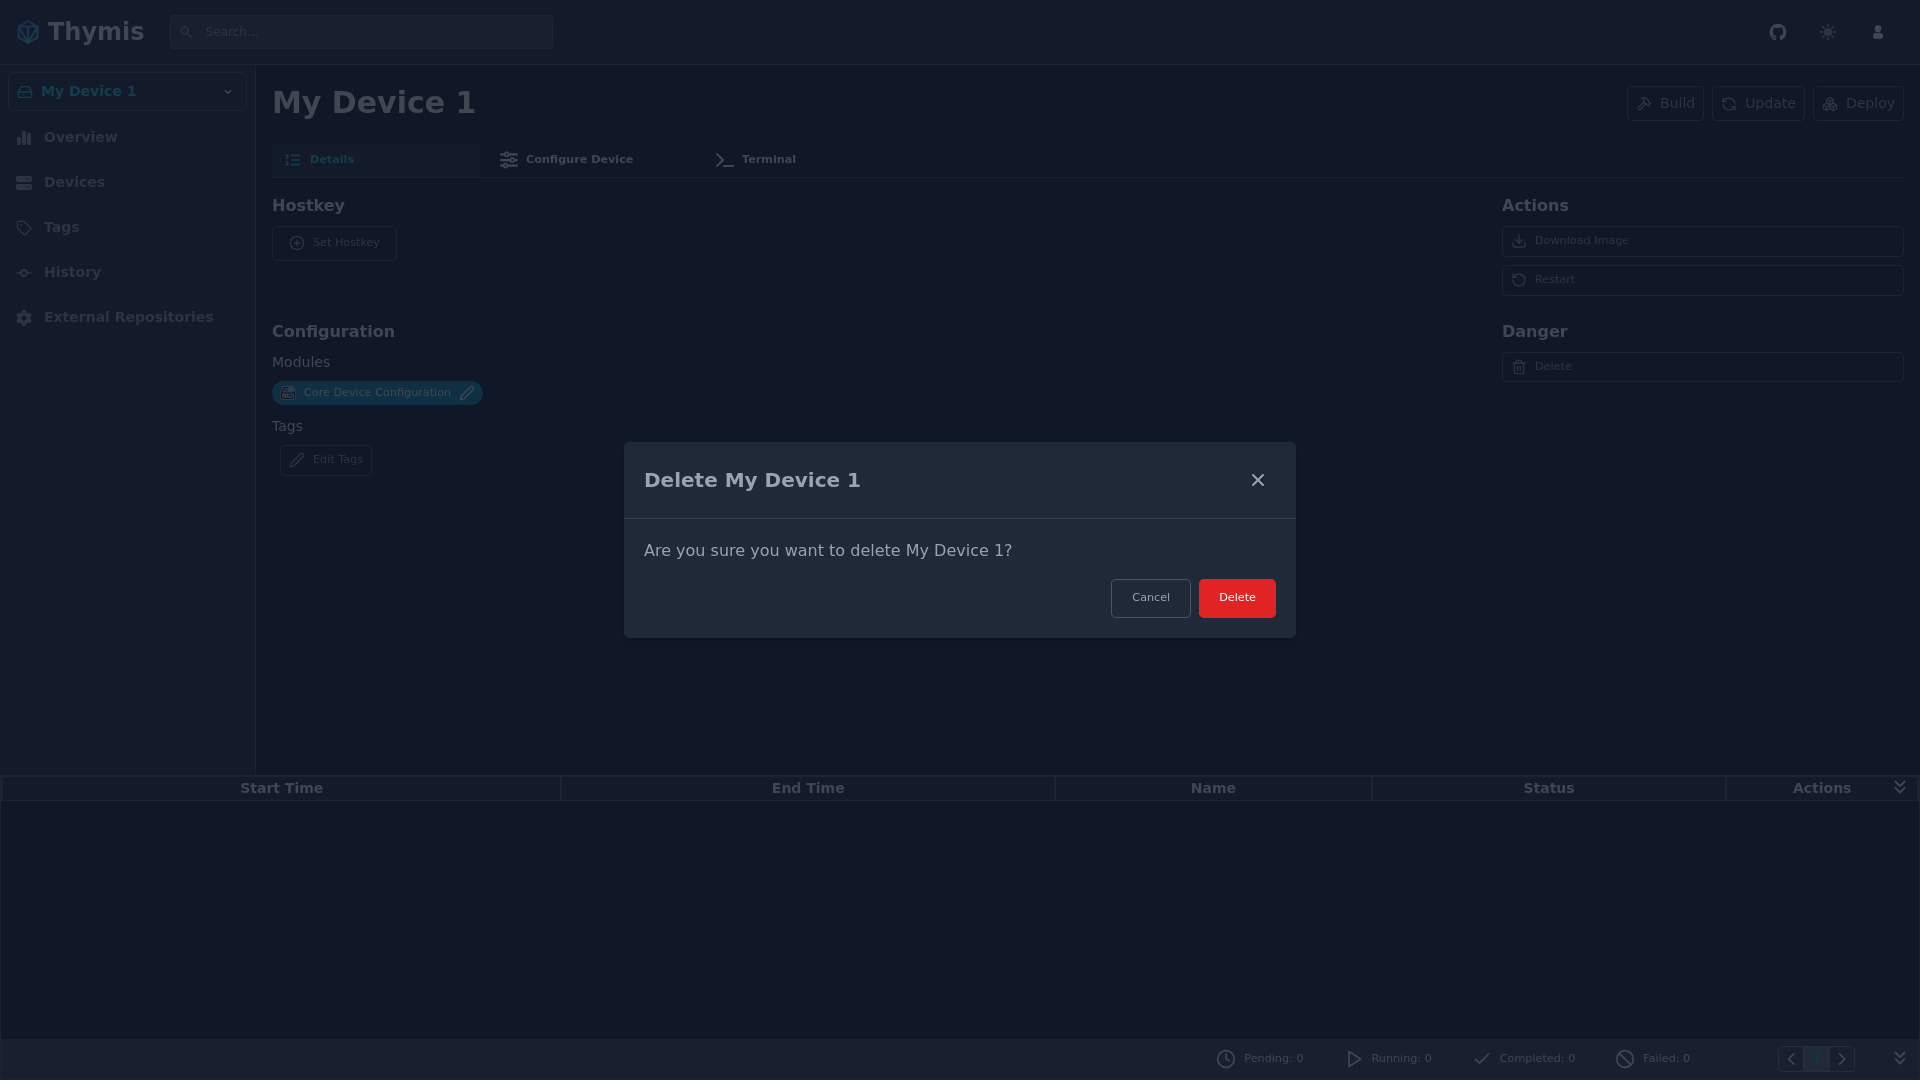 Thymis
Search...
My Device 1
Overview
Devices
Tags
History
External Repositories
My Device 1
Build
Update
Deploy
Details
Configure Device
Terminal
Hostkey
Set Hostkey
Actions
Download Image
Restart
Configuration
Modules
Core Device Configuration
Tags
Edit Tags
Danger
Delete
Delete My Device 1
Are you sure you want to delete My Device 1?
Cancel
Delete
Start Time
End Time
Name
Status
Actions
Pending: 0
Running: 0
Completed: 0
Failed: 0